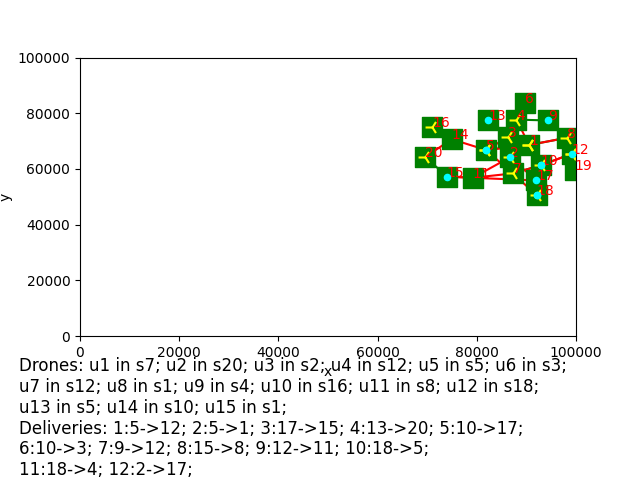 100000
80000
60000
40000
20000
0
y
0 20000 40000 60000 80000 100000
x
14
12
19
Drones: u1 in s7; u2 in s20; u3 in s2; u4 in s12; u5 in s5; u6 in s3;
u7 in s12; u8 in s1; u9 in s4; u10 in s16; u11 in s8; u12 in s18;
u13 in s5; u14 in s10; u15 in s1;
Deliveries: 1:5->12; 2:5->1; 3:17->15; 4:13->20; 5:10->17;
6:10->3; 7:9->12; 8:15->8; 9:12->11; 10:18->5;
11:18->4; 12:2->17;